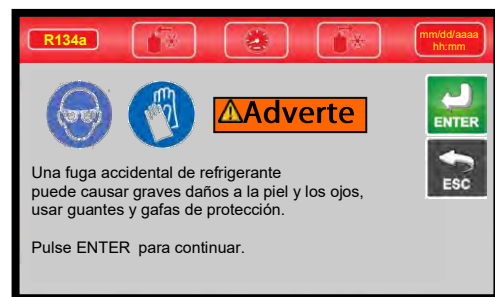 R134a
mm/dd/aaaa
hh:mm
Adverte
ENTER
ESC
Una fuga accidental de refrigerante
puede causar graves daños a la piel y los ojos,
usar guantes y gafas de protección.
Pulse ENTER para continuar.